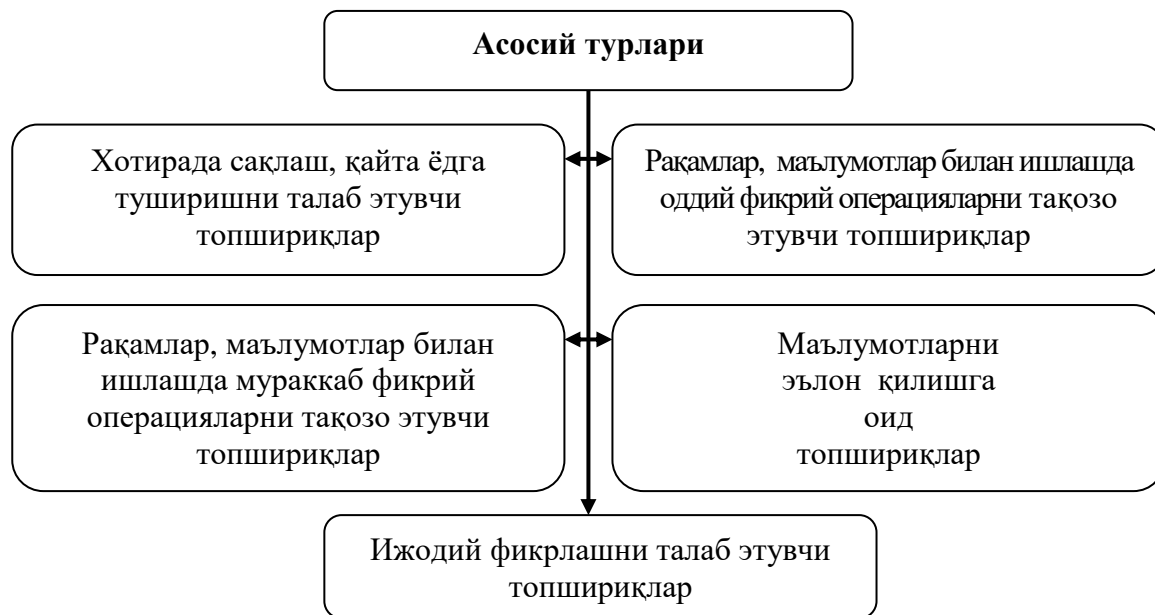 Асосий турлари
Хотирада сақлаш, қайта ёдга
туширишни талаб этувчи
топшириқлар
Рақамлар, маълумотлар билан ишлашда
оддий фикрий операцияларни тақозо
этувчи топшириқлар
Рақамлар, маълумотлар билан
ишлашда мураккаб фикрий
операцияларни тақозо этувчи
топшириқлар
Маълумотларни
эълон қилишга
оид
топшириқлар
Ижодий фикрлашни талаб этувчи
топшириқлар